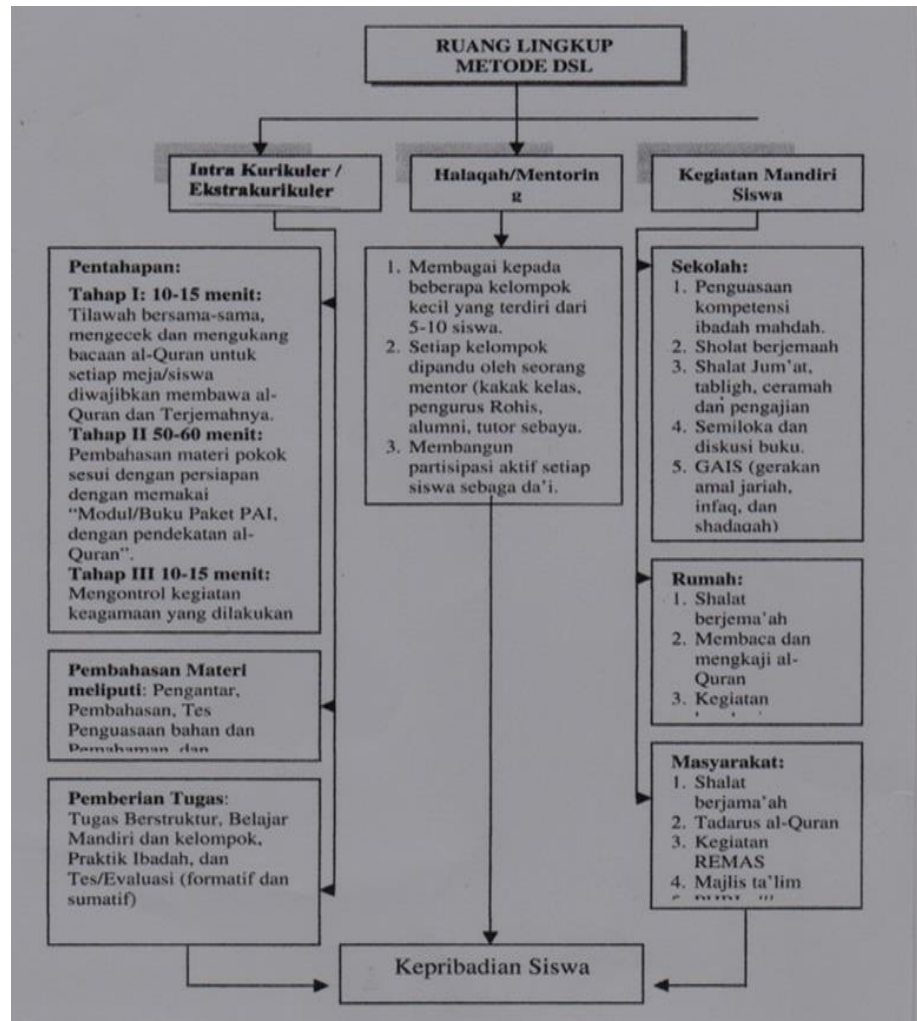 RUANG LINGKUP
METODE DSL
Intra Kurikuler /
Ekstrakurikuler
Halaqah/Mentorin
g
Kegiatan Mandiri
Siswa
Pentahapan:
Tahap I: 10-15 menit:
Tilawah bersama-sama,
mengecek dan mengukang
bacaan al-Quran untuk
setiap meja/siswa
diwajibkan membawa al-
Quran dan Terjemahnya.
Tahap II 50-60 menit:
Pembahasan materi pokok
sesui dengan persiapan
dengan memakai
“Modul/Buku Paket PAI,
dengan pendekatan al-
Quran”.
Tahap III 10-15 menit:
Mengontrol kegiatan
keagamaan yang dilakukan
Pembahasan Materi
meliputi: Pengantar,
Pembahasan, Tes
Penguasaan bahan dan
Pemahaman, dan
Pemberian Tugas:
Tugas Berstruktur, Belajar
Mandiri dan kelompok,
Praktik Ibadah, dan
Tes/Evaluasi (formatif dan
sumatif)
1. Membagai kepada
beberapa kelompok
kecil yang terdiri dari
5-10 siswa.
2. Setiap kelompok
dipandu oleh seorang
mentor (kakak kelas,
pengurus Rohis,
alumni, tutor sebaya.
3. Membangun
partisipasi aktif setiap
siswa sebaga da’i.
Sekolah:
1. Penguasaan
kompetensi
ibadah mahdah.
2. Sholat berjemaah
3. Shalat Jum’at,
tabligh, ceramah
dan pengajian
4. Semiloka dan
diskusi buku.
5. GAIS (gerakan
amal jariah,
infaq, dan
shadaqah)
Rumah:
1. Shalat
berjema’ah
2. Membaca dan
mengkaji al-
Quran
3. Kegiatan
Masyarakat:
1. Shalat
berjama’ah
2. Tadarus al-Quran
3. Kegiatan
REMAS
4. Majlis ta’lim
Kepribadian Siswa